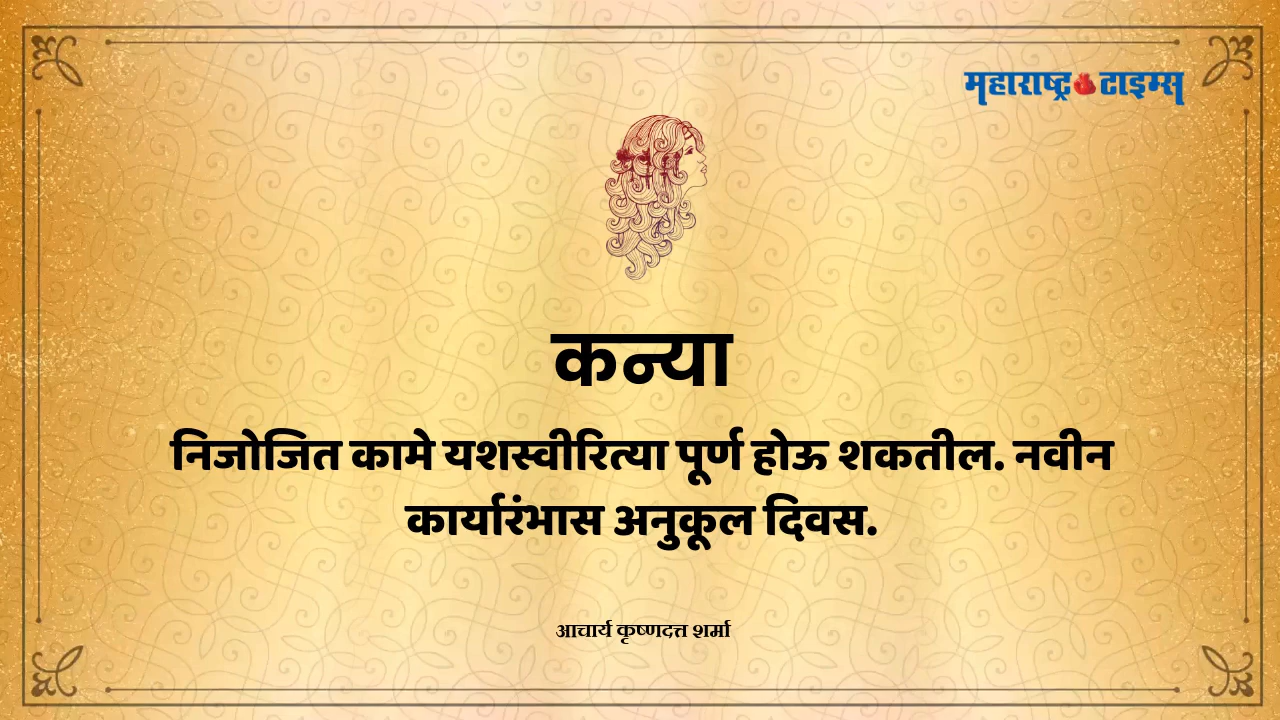 महाराष्ट्र टाइम्स
कन्या
निजोजित कामे यशस्वीरित्या पूर्ण होऊ शकतील. नवीन
कार्यारंभास अनुकूल दिवस.
आचार्य कृष्णदत्त शर्मा